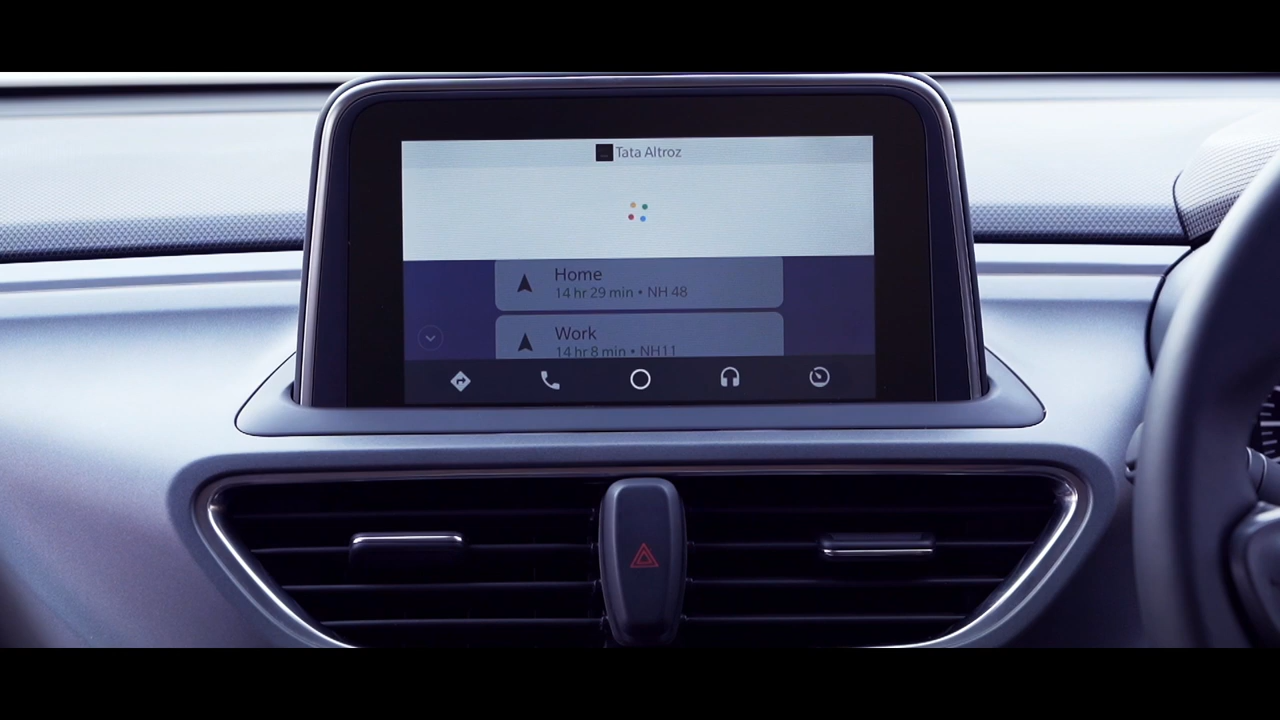 Tata Altroz
Home
14 hr 29 min • NH 48
Work
14 hr 8 min • NH11